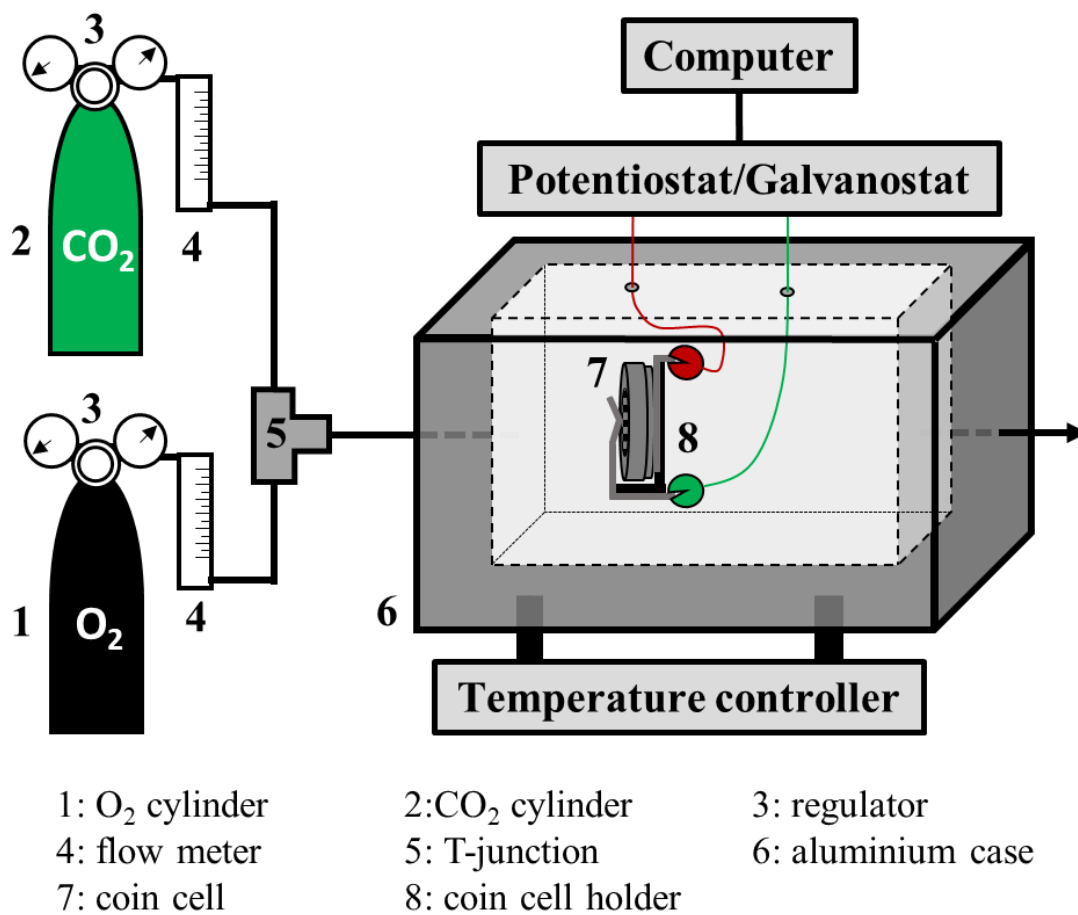 3
Computer
Potentiostat/Galvanostat
2
CO₂
4
7
3
5
8
1
O₂
4
6
Temperature controller
1: O₂ cylinder 2:CO₂ cylinder 3: regulator
4: flow meter 5: T-junction 6: aluminium case
7: coin cell 8: coin cell holder